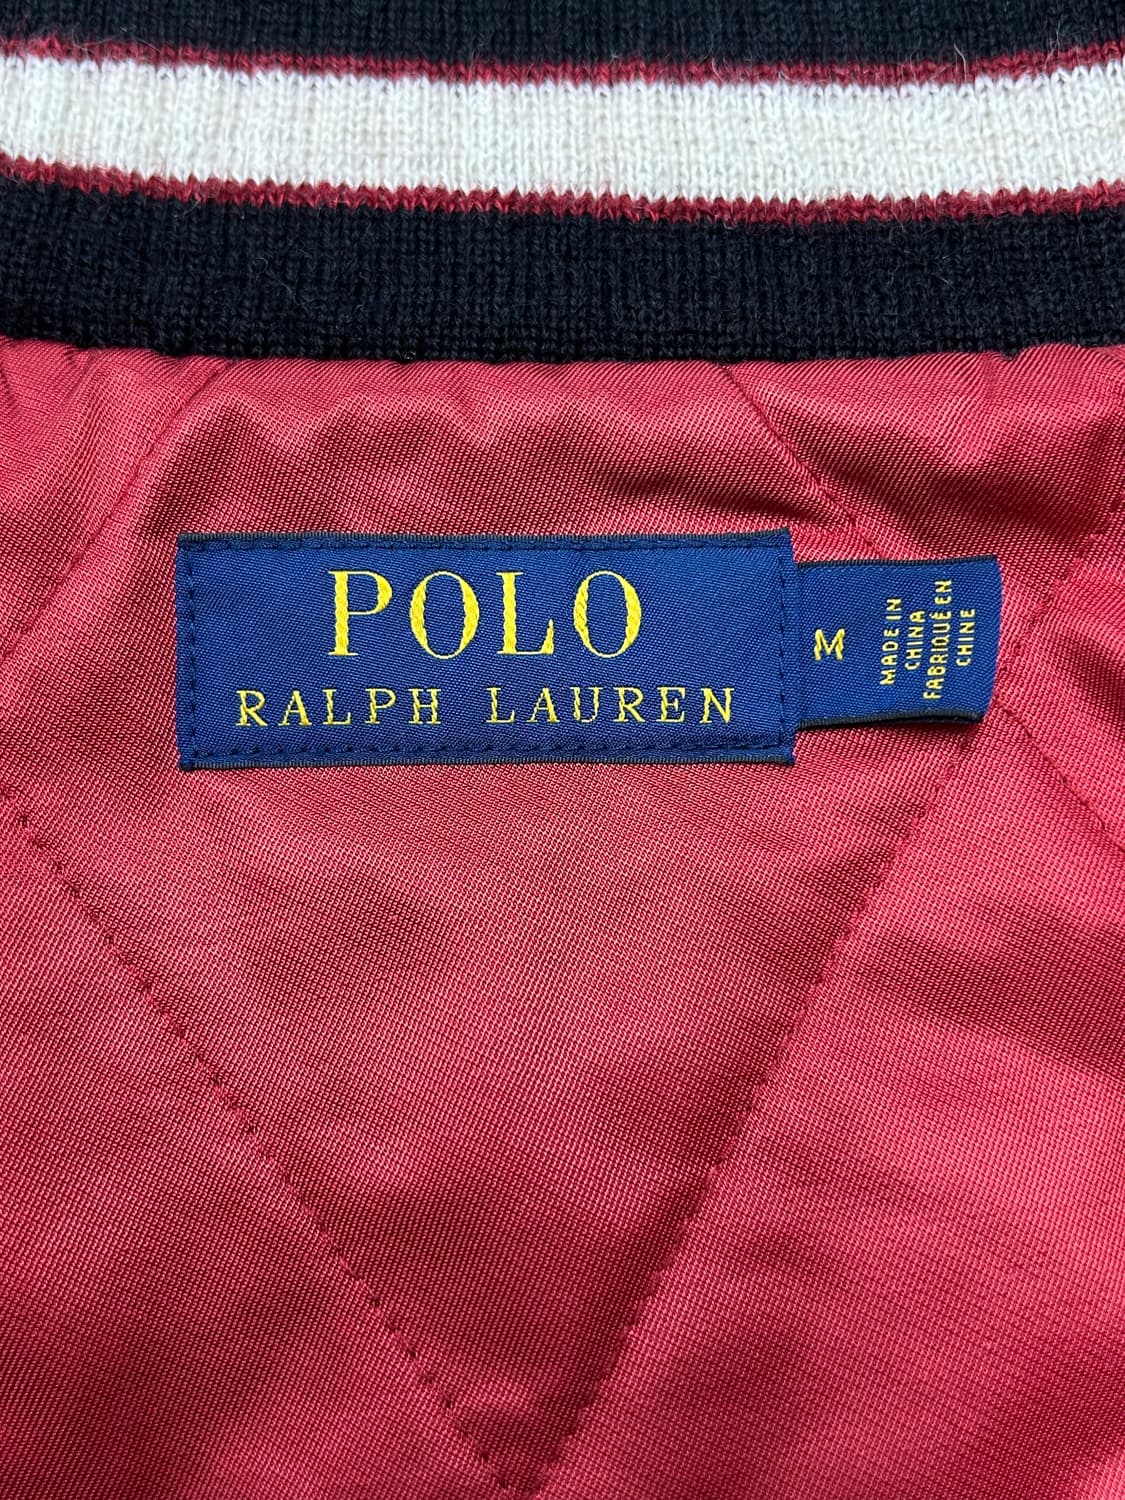 POLO
RALPH LAUREN
M
MADE IN
CHINA
FABRIQUÉ EN
CHINE